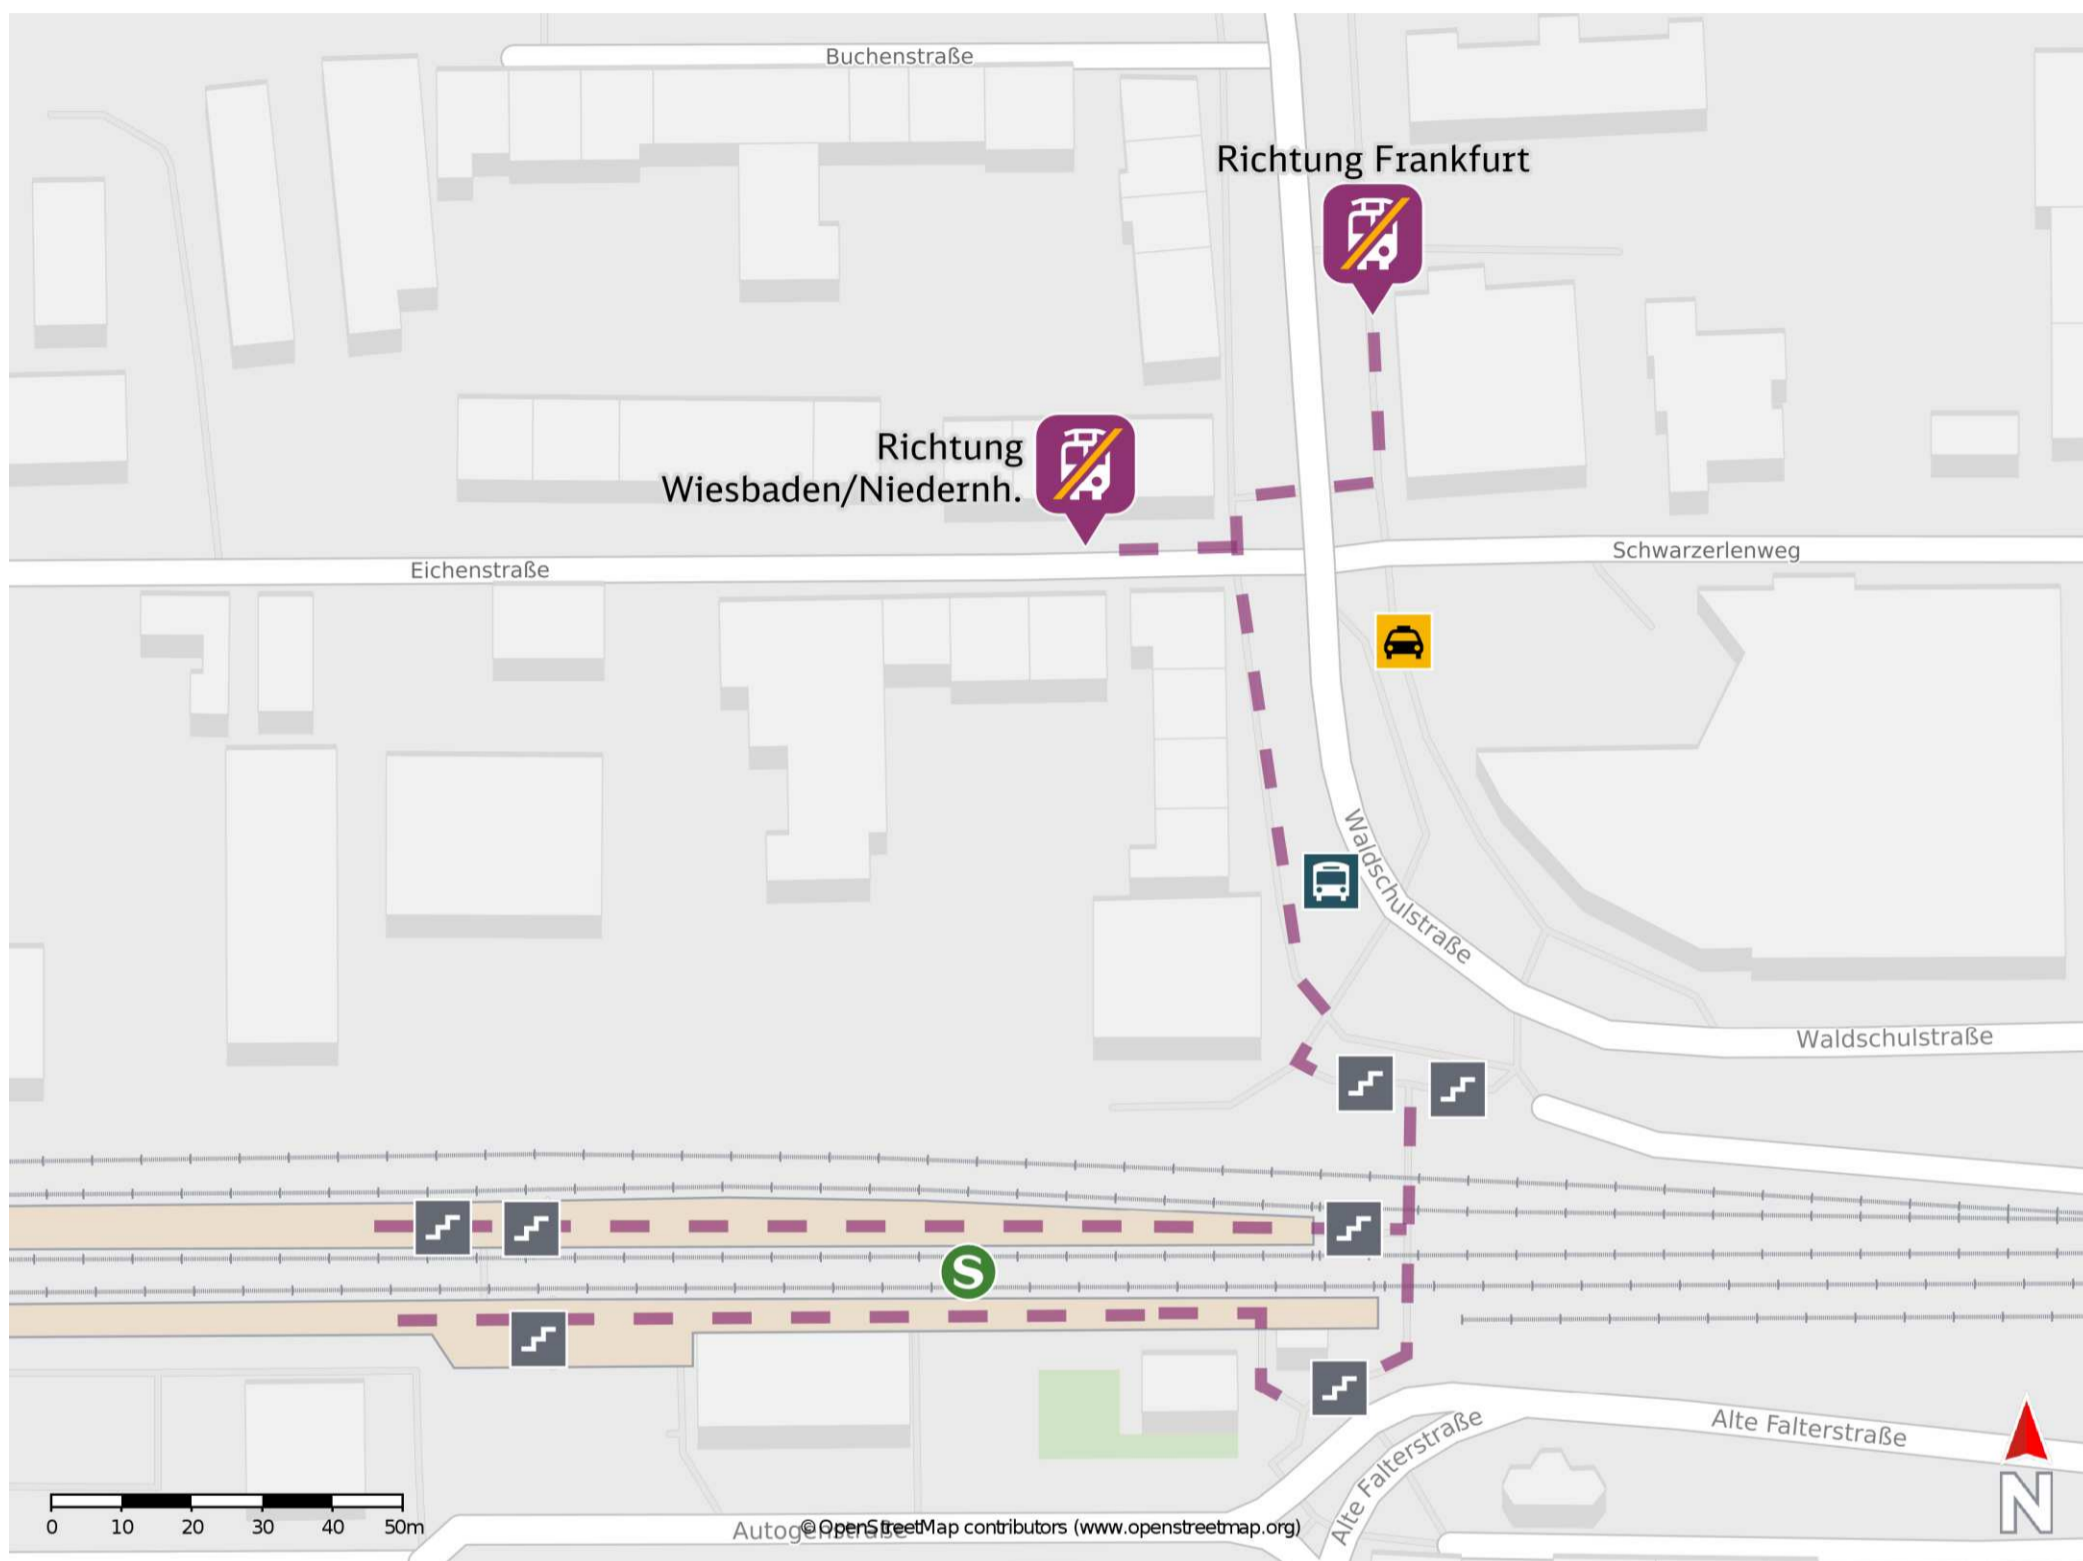 Buchenstraße
Richtung Frankfurt
Richtung
Wiesbaden/Niedernh.
Eichenstraße
Schwarzerlenweg
Waldschulstraße
Waldschulstraße
S
Alte Falterstraße
Alte Falterstraße
N
0 10 20 30 40 50m
Autogenstraße
© OpenStreetMap contributors (www.openstreetmap.org)